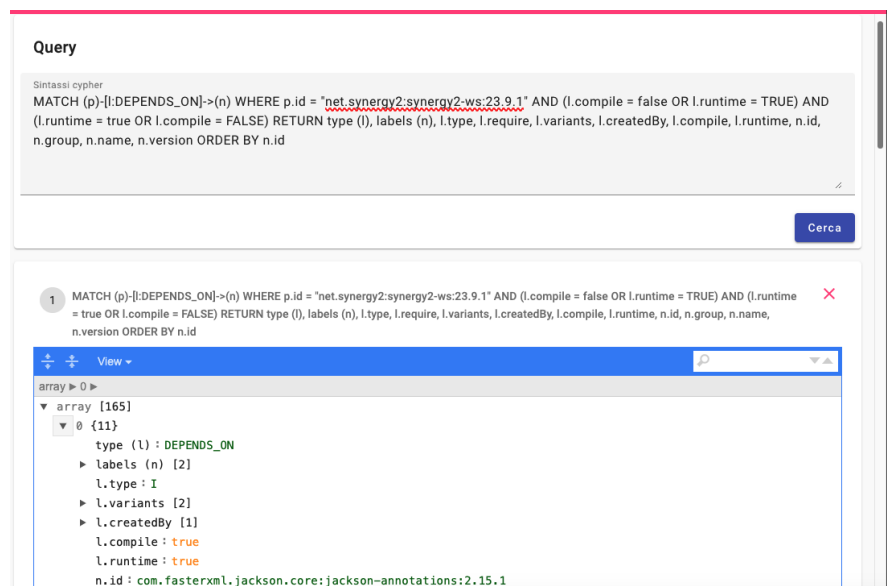 Query
Sintassi cypher
MATCH (p)-[l:DEPENDS_ON]->(n) WHERE p.id = "net.synergy2:synergy2-ws:23.9.1" AND (l.compile = false OR l.runtime = TRUE) AND
(l.runtime = true OR l.compile = FALSE) RETURN type (l), labels (n), l.type, l.require, l.variants, l.createdBy, l.compile, l.runtime, n.id,
n.group, n.name, n.version ORDER BY n.id
Cerca
1
MATCH (p)-[l:DEPENDS_ON]->(n) WHERE p.id = "net.synergy2:synergy2-ws:23.9.1" AND (l.compile = false OR l.runtime = TRUE) AND (l.runtime
= true OR l.compile = FALSE) RETURN type (l), labels (n), l.type, l.require, l.variants, l.createdBy, l.compile, l.runtime, n.id, n.group, n.name,
n.version ORDER BY n.id
View
array ► 0 ►
▼ array [165]
▼ 0 {11}
type (l) : DEPENDS_ON
► labels (n) [2]
l.type : I
► l.variants [2]
► l.createdBy [1]
l.compile : true
l.runtime : true
n.id : com.fasterxml.jackson.core:jackson-annotations:2.15.1